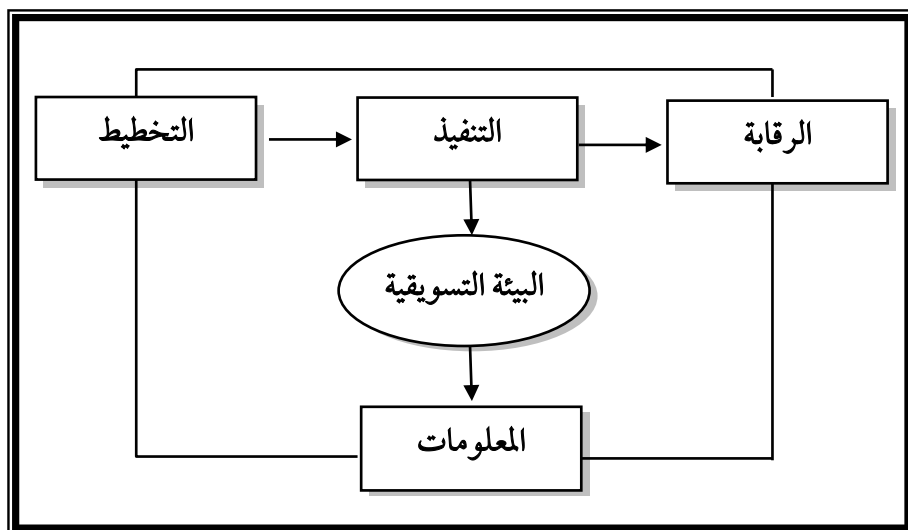 التخطيط
التنفيذ
الرقابة
البيئة التسويقية
المعلومات